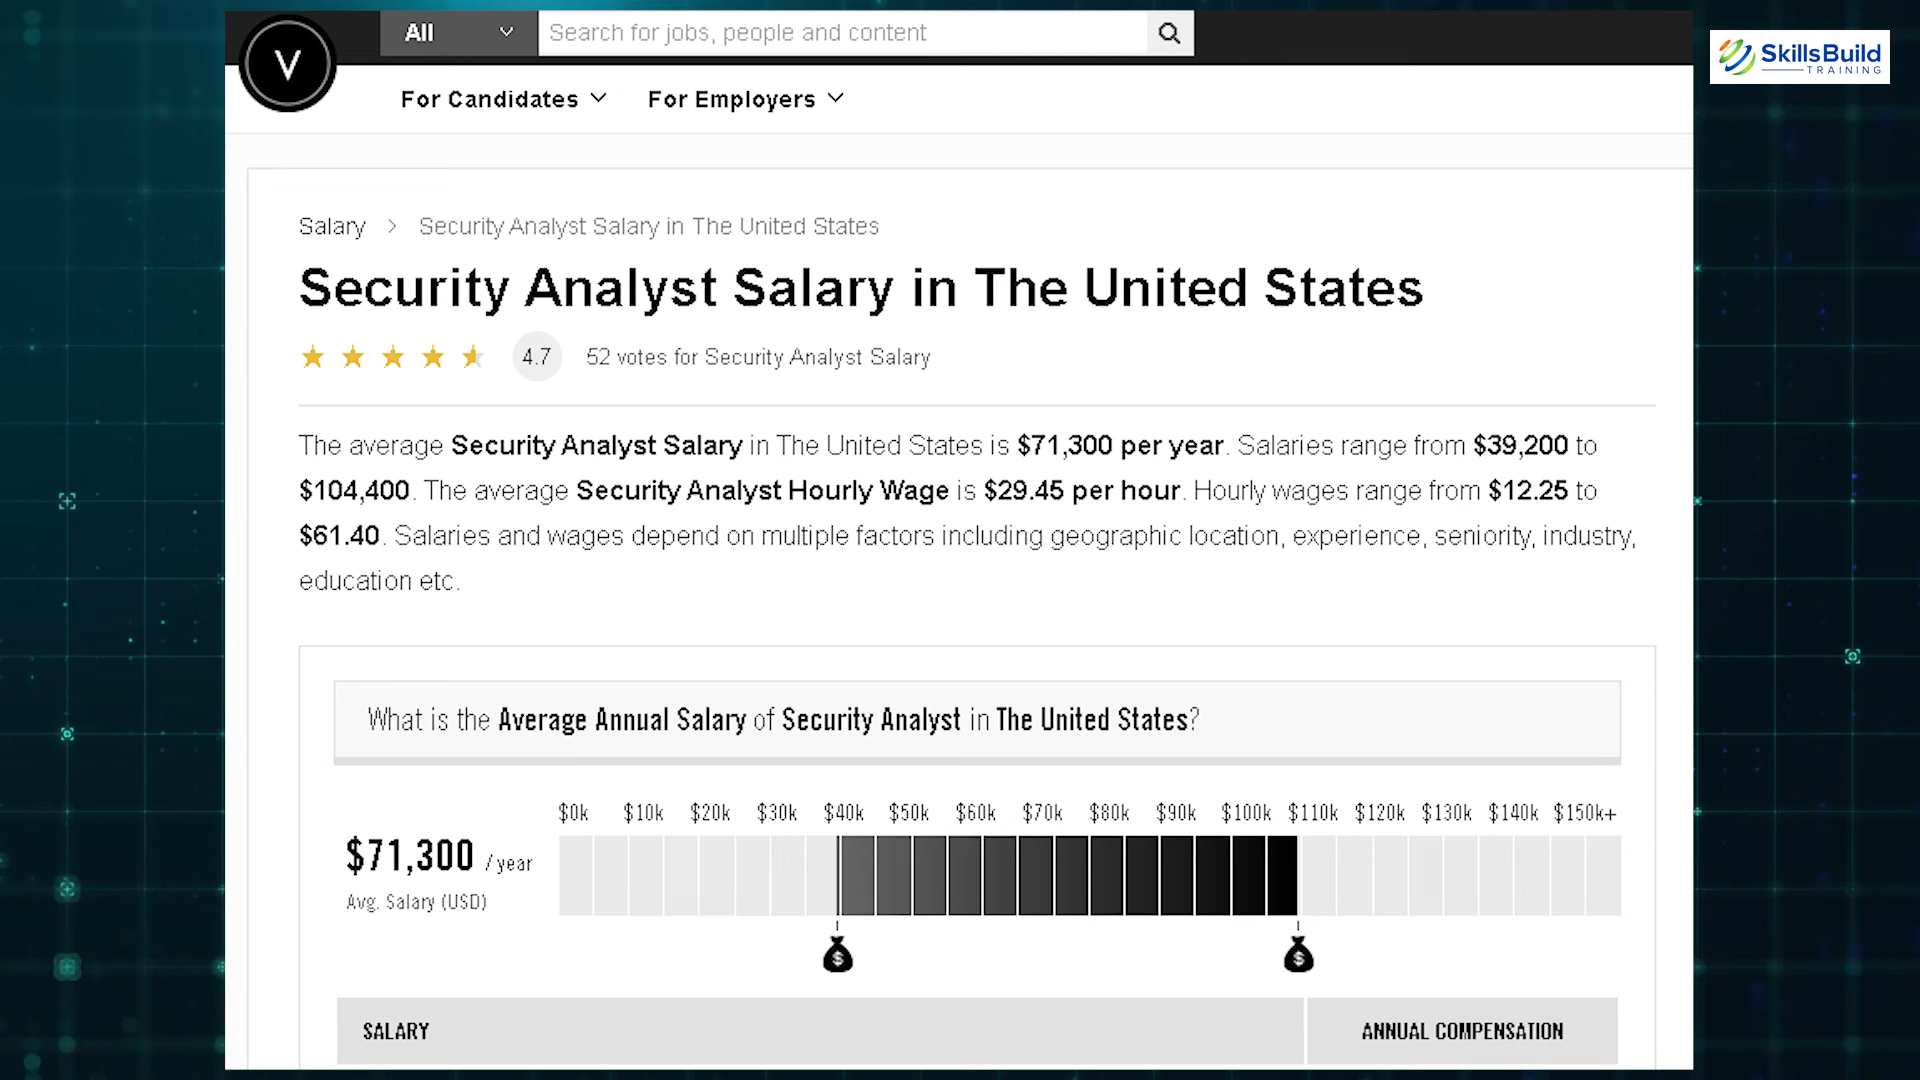 All
Search for jobs, people and content
V
SkillsBuild
TRAINING
For Candidates
For Employers
Salary > Security Analyst Salary in The United States
Security Analyst Salary in The United States
4.7 52 votes for Security Analyst Salary
The average Security Analyst Salary in The United States is $71,300 per year. Salaries range from $39,200 to
$104,400. The average Security Analyst Hourly Wage is $29.45 per hour. Hourly wages range from $12.25 to
$61.40. Salaries and wages depend on multiple factors including geographic location, experience, seniority, industry,
education etc.
What is the Average Annual Salary of Security Analyst in The United States?
$0k $10k $20k $30k $40k $50k $60k $70k $80k $90k $100k $110k $120k $130k $140k $150k+
$71,300 / year
Avg. Salary (USD)
$ $
SALARY ANNUAL COMPENSATION